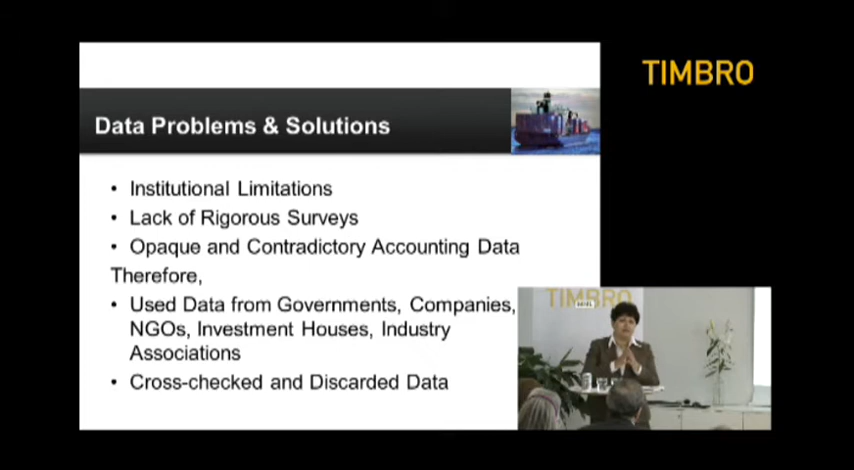 TIMBRO
Data Problems & Solutions
• Institutional Limitations
• Lack of Rigorous Surveys
• Opaque and Contradictory Accounting Data
Therefore,
• Used Data from Governments, Companies,
NGOs, Investment Houses, Industry
Associations
• Cross-checked and Discarded Data
TIMBRO